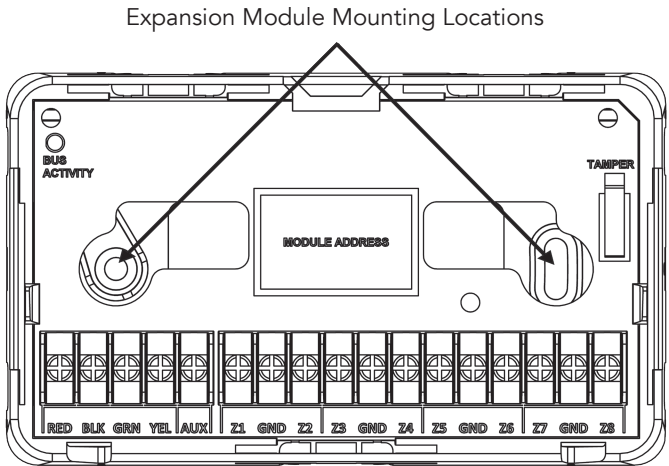 Expansion Module Mounting Locations
BUS
ACTIVITY
TAMPER
MODULE ADDRESS
RED BLK GRN YEL AUX Z1 GND Z2 Z3 GND Z4 Z5 GND Z6 Z7 GND Z8